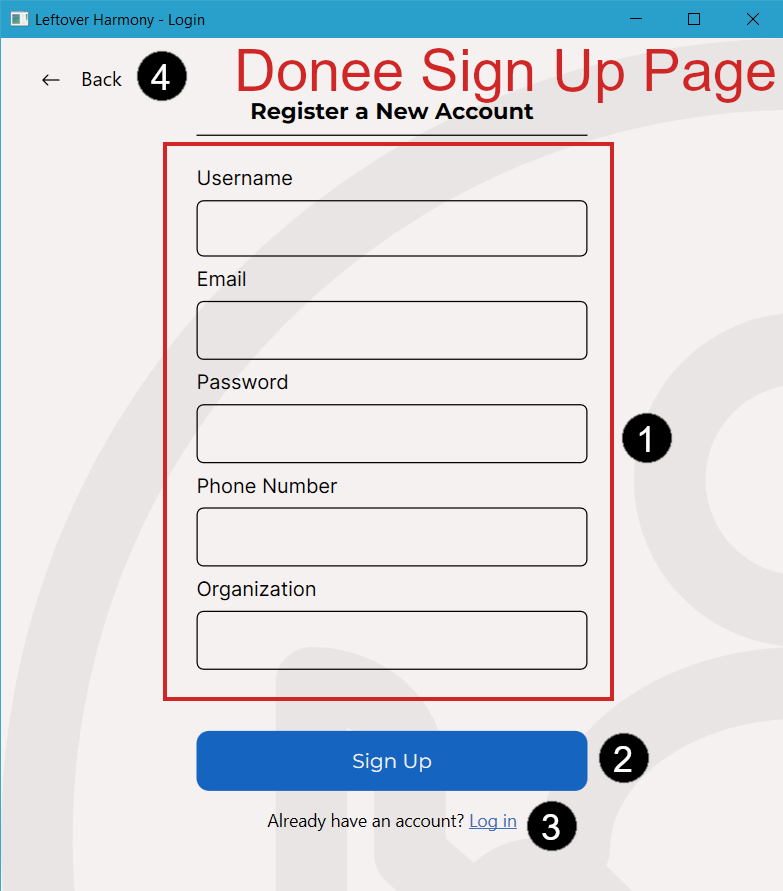 Leftover Harmony - Login
← Back 4 Donee Sign Up Page
Register a New Account
Username
Email
Password
1
Phone Number
Organization
Sign Up 2
Already have an account? Log in 3